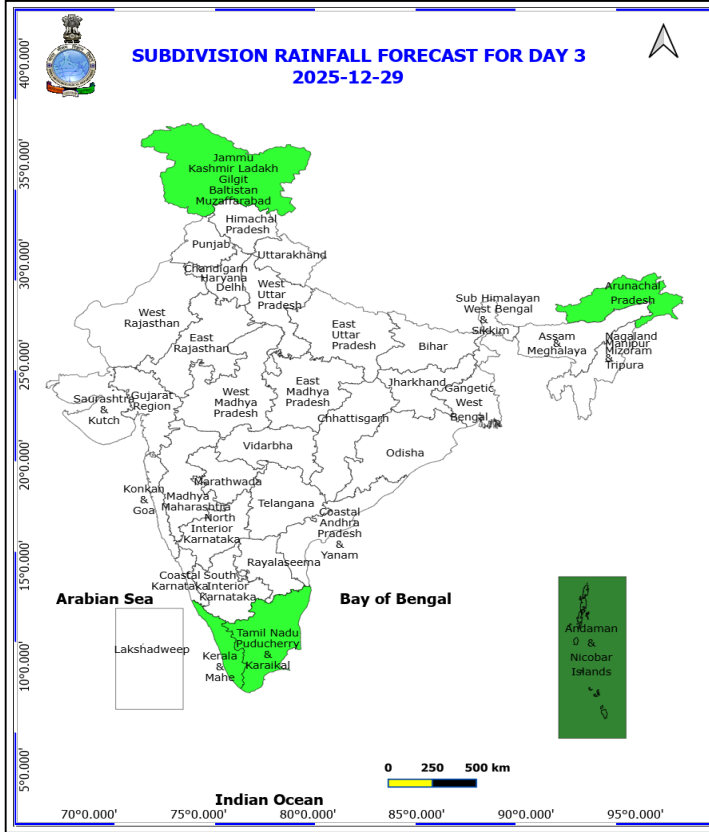 SUBDIVISION RAINFALL FORECAST FOR DAY 3
2025-12-29
40°0.000'
35°0.000'
30°0.000'
25°0.000'
20°0.000'
15°0.000'
10°0.000'
5°0.000'
Jammu
Kashmir Ladakh
Gilgit
Baltistan
Muzaffarabad
Himachal
Pradesh
Punjab
Uttarakhand
Chandigarh
Haryana
Delhi
West
Uttar
Pradesh
West
Rajasthan
East
Rajasthan
East
Uttar
Pradesh
Bihar
Sub Himalayan
West Bengal
&
Sikkim
Arunachal
Pradesh
Assam
&
Meghalaya
Nagaland
Manipur
Mizoram
&
Tripura
Saurashtra
&
Kutch
Gujarat
Region
West
Madhya
Pradesh
East
Madhya
Pradesh
Jharkhand
Gangetic
West
Bengal
Chhattisgarh
Odisha
Vidarbha
Konkan
&
Goa
Madhya
Maharashtra
Marathwada
Telangana
North
Interior
Karnataka
Coastal
Andhra
Pradesh
&
Yanam
Rayalaseema
Coastal
Karnataka
South
Interior
Karnataka
Arabian Sea
Bay of Bengal
Lakshadweep
Kerala
&
Mahe
Tamil Nadu
Puducherry
&
Karaikal
Andaman
&
Nicobar
Islands
0 250 500 km
Indian Ocean
70°0.000' 75°0.000' 80°0.000' 85°0.000' 90°0.000' 95°0.000'